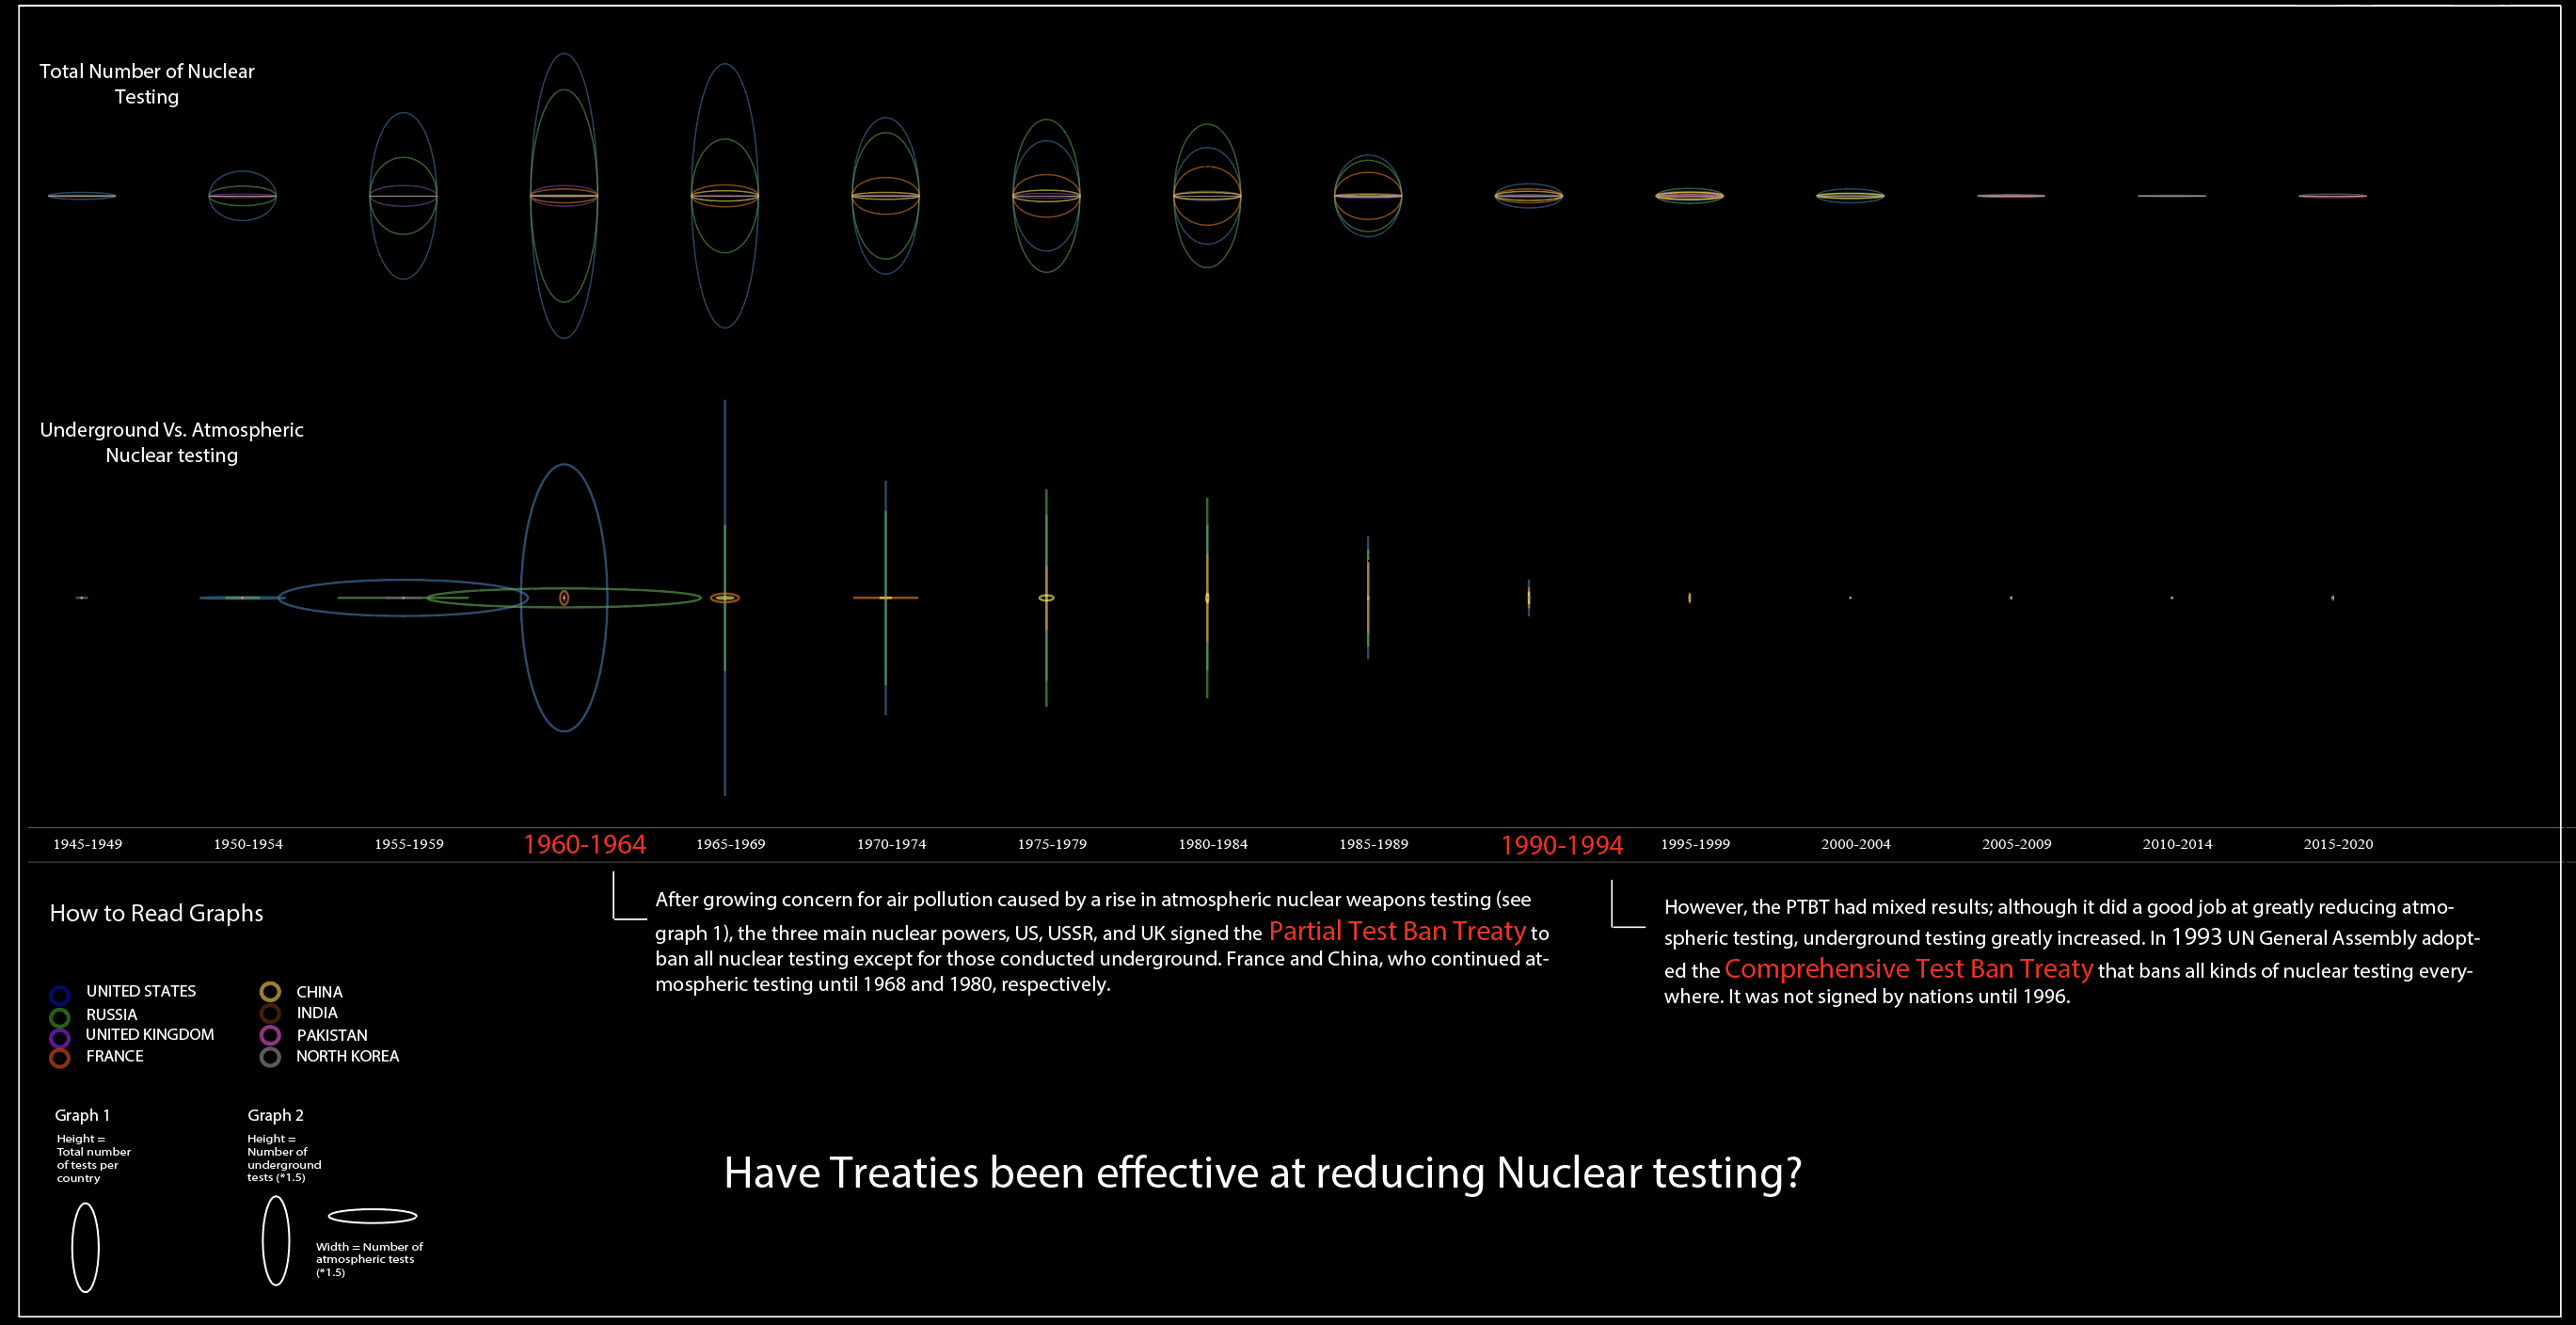 Total Number of Nuclear
Testing
Underground Vs. Atmospheric
Nuclear testing
1945-1949
1950-1954
1955-1959
1960-1964
1965-1969
1970-1974
1975-1979
1980-1984
1985-1989
1990-1994
1995-1999
2000-2004
2005-2009
2010-2014
2015-2020
After growing concern for air pollution caused by a rise in atmospheric nuclear weapons testing (see
graph 1), the three main nuclear powers, US, USSR, and UK signed the Partial Test Ban Treaty to
ban all nuclear testing except for those conducted underground. France and China, who continued at-
mospheric testing until 1968 and 1980, respectively.
However, the PTBT had mixed results; although it did a good job at greatly reducing atmo-
spheric testing, underground testing greatly increased. In 1993 UN General Assembly adopt-
ed the Comprehensive Test Ban Treaty that bans all kinds of nuclear testing every-
where. It was not signed by nations until 1996.
How to Read Graphs
UNITED STATES
RUSSIA
UNITED KINGDOM
FRANCE
CHINA
INDIA
PAKISTAN
NORTH KOREA
Graph 1
Height =
Total number
of tests per
country
Graph 2
Height =
Number of
underground
tests (*1.5)
Width = Number of
atmospheric tests
(*1.5)
Have Treaties been effective at reducing Nuclear testing?